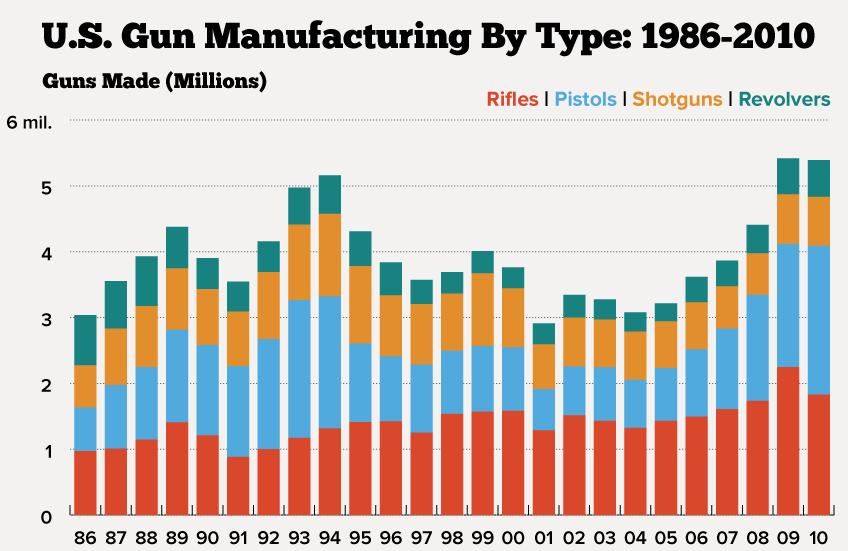 U.S. Gun Manufacturing By Type: 1986-2010
Guns Made (Millions)
Rifles | Pistols | Shotguns | Revolvers
6 mil.
5
4
3
2
1
0
86 87 88 89 90 91 92 93 94 95 96 97 98 99 00 01 02 03 04 05 06 07 08 09 10